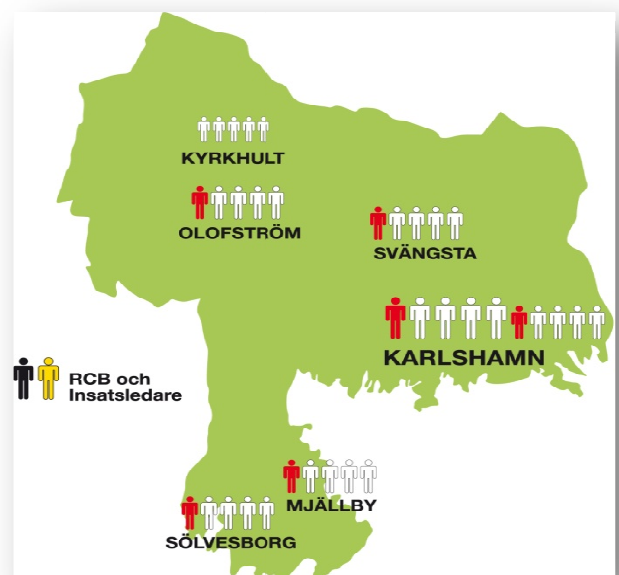 KYRKHULT
OLOFSTRÖM
SVÄNGSTA
KARLSHAMN
RCB och
Insatsledare
MJÄLLBY
SÖLVESBORG